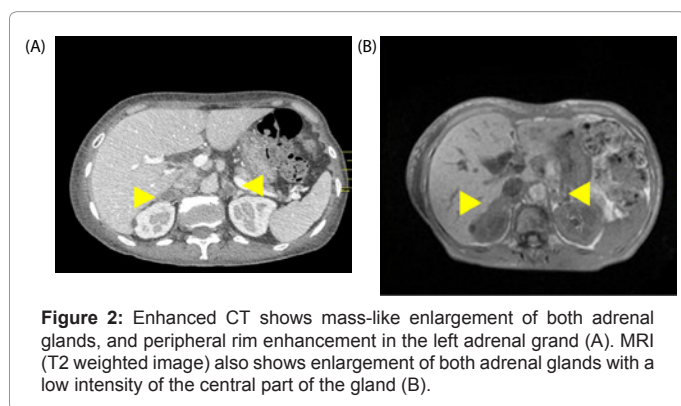 (A)
(B)
Figure 2: Enhanced CT shows mass-like enlargement of both adrenal
glands, and peripheral rim enhancement in the left adrenal grand (A). MRI
(T2 weighted image) also shows enlargement of both adrenal glands with a
low intensity of the central part of the gland (B).